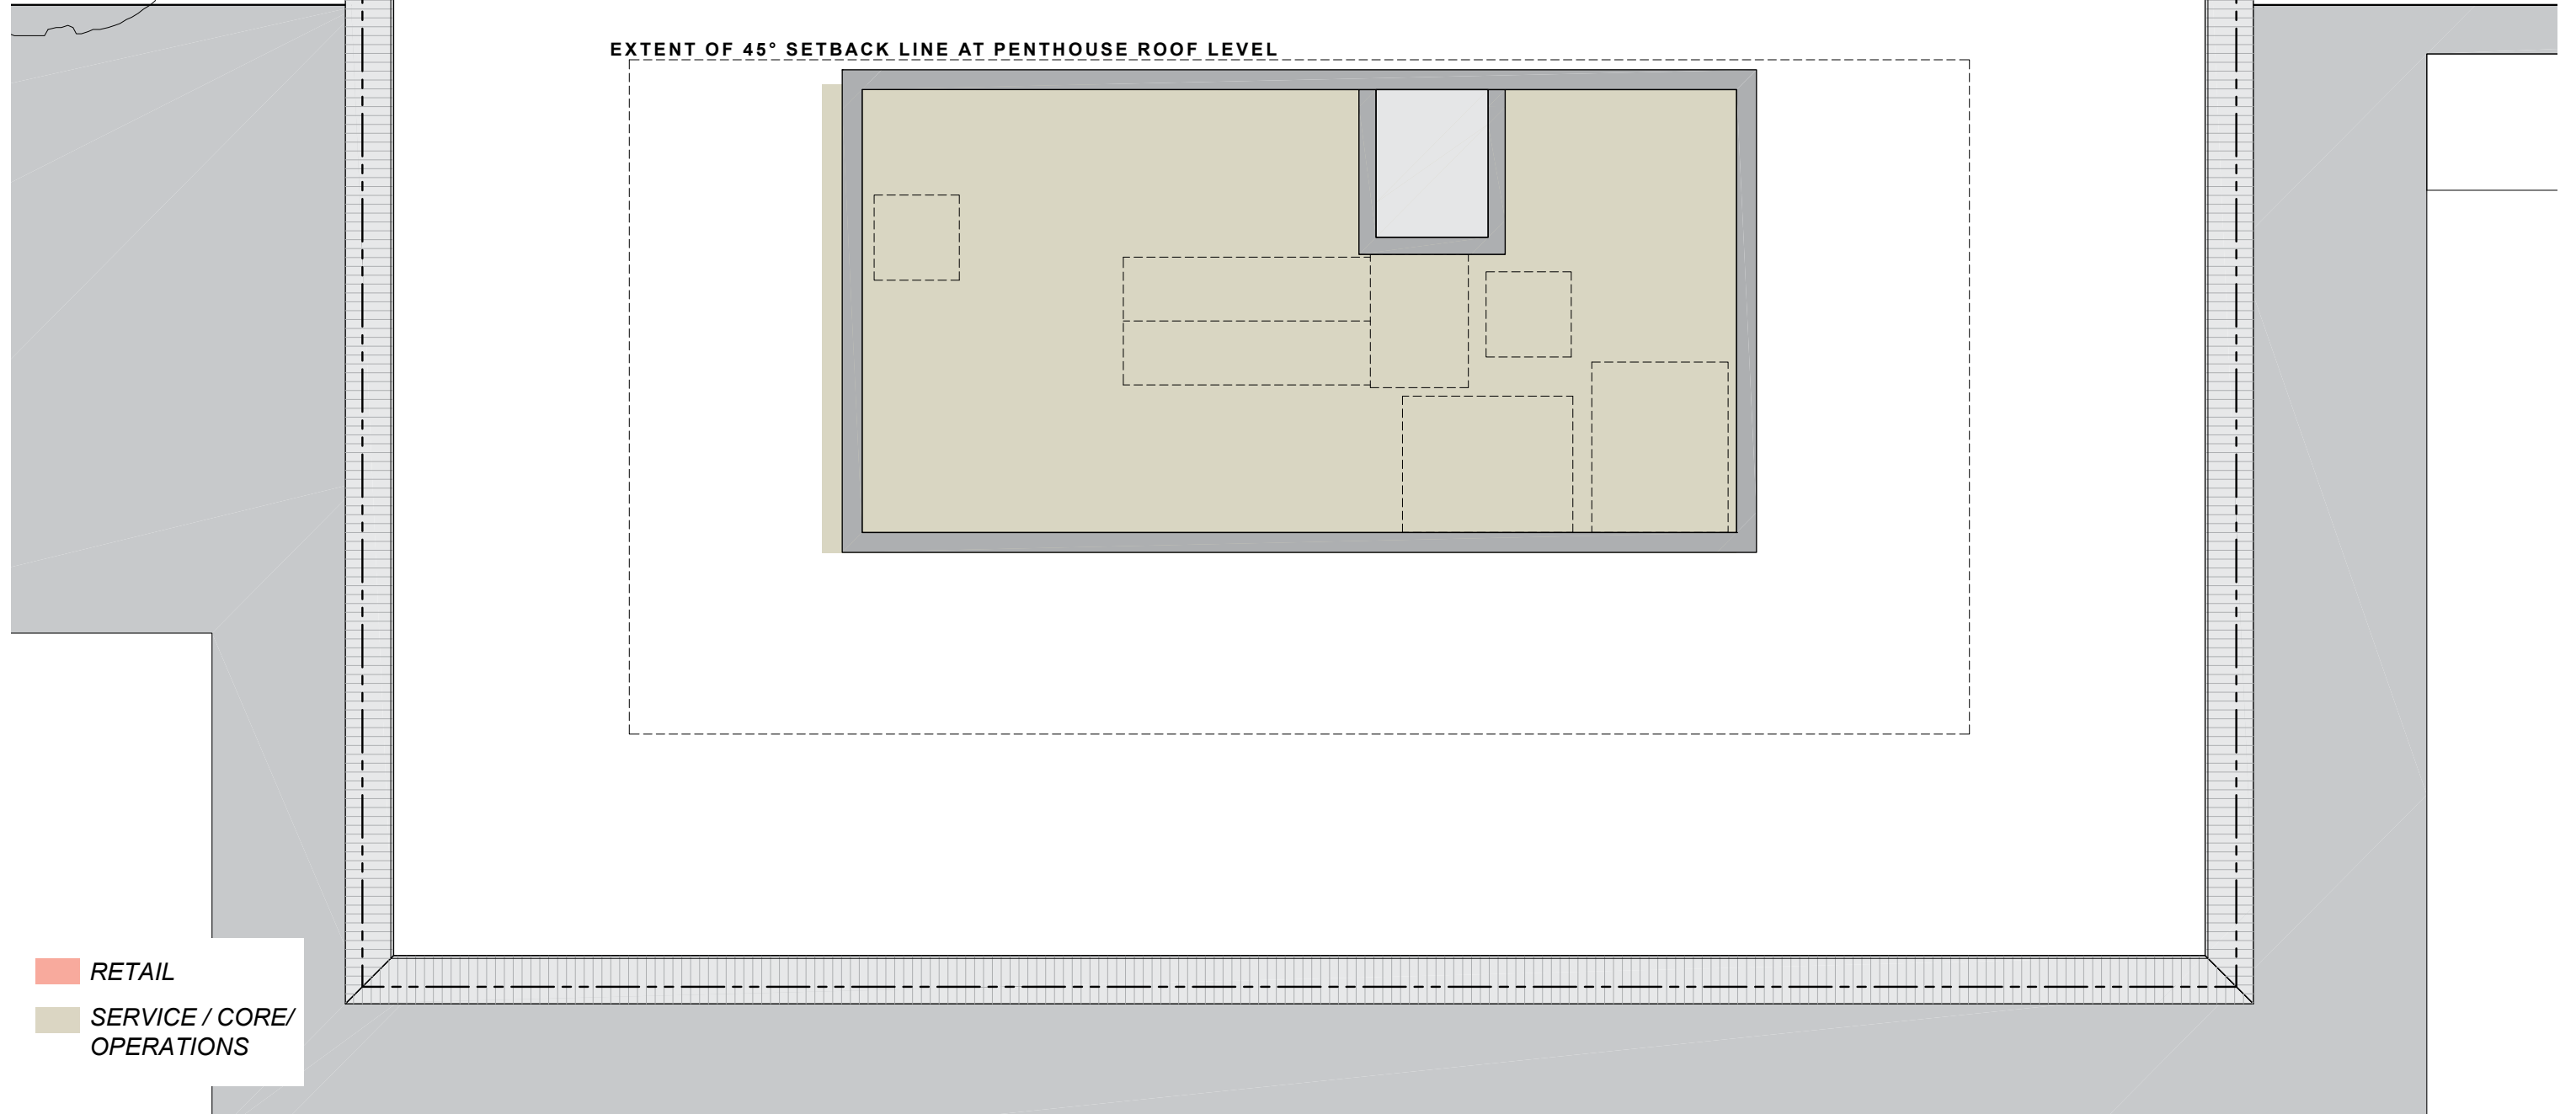 EXTENT OF 45° SETBACK LINE AT PENTHOUSE ROOF LEVEL
RETAIL
SERVICE / CORE/
OPERATIONS